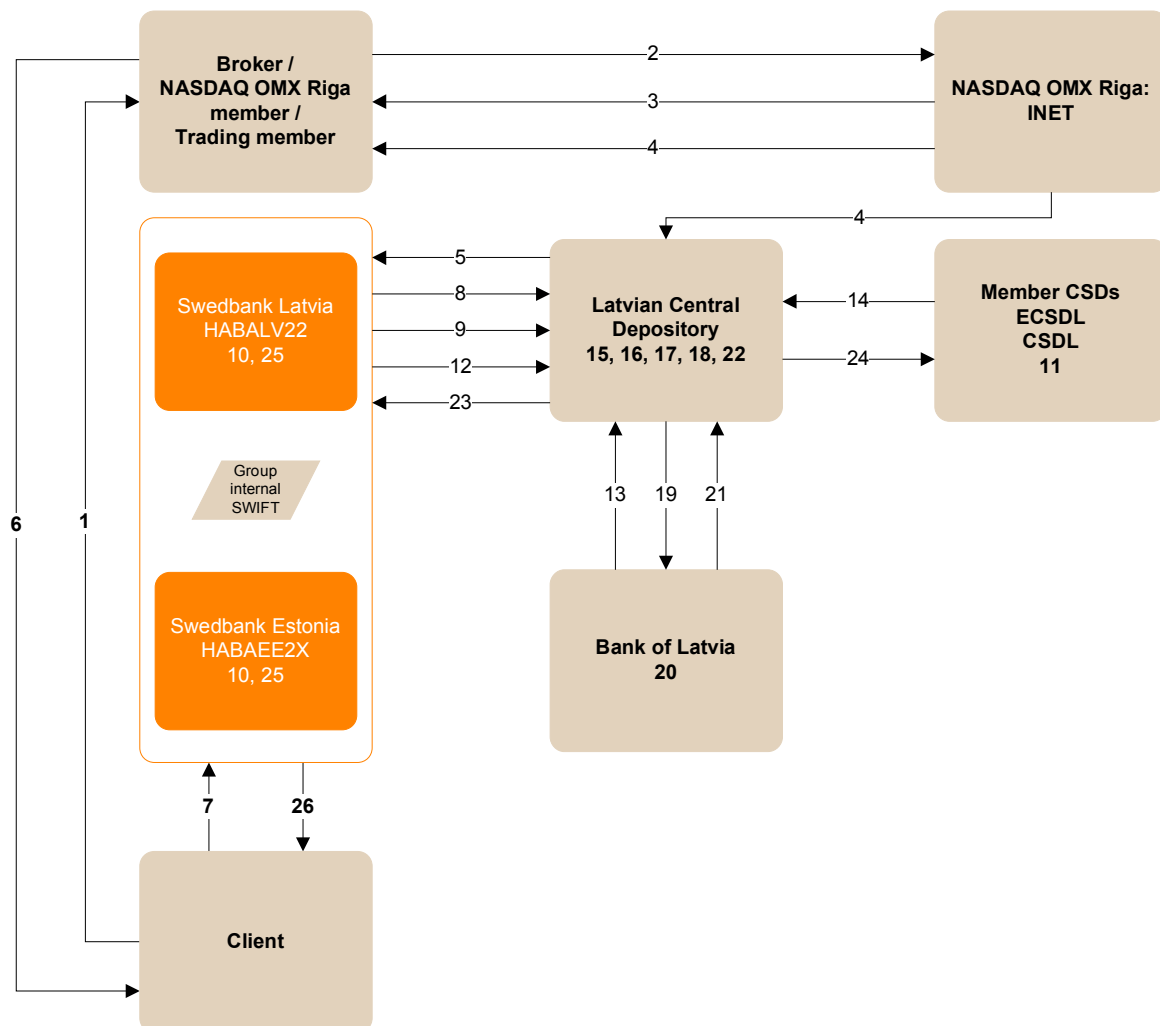 Broker /
NASDAQ OMX Riga
member /
Trading member
2
3
4
NASDAQ OMX Riga:
INET
4
Swedbank Latvia
HABALV22
10, 25
5
8
9
12
23
Latvian Central
Depository
15, 16, 17, 18, 22
14
24
Member CSDs
ECSDL
CSDL
11
Group
internal
SWIFT
6
1
13
19
21
Swedbank Estonia
HABAEE2X
10, 25
Bank of Latvia
20
7
26
Client